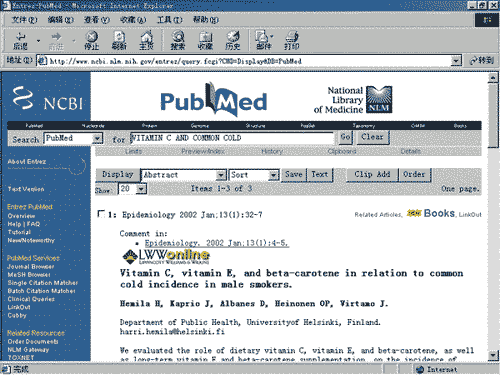 Entrez-PubMed - Microsoft Internet Explorer
文件(F) 编辑(E) 查看(V) 收藏(A) 工具(T) 帮助(H)
后退 前进 停止 刷新 主页 搜索 收藏 历史 邮件 打印
地址(D) http://www.ncbi.nlm.nih.gov/entrez/query.fcgi?CMD=Display&DB=PubMed 转到
NCBI PubMed National Library of Medicine NLM
PubMed Nucleotide Protein Genome Structure PopSet Taxonomy OMIM Books
Search PubMed for VITAMIN C AND COMMON COLD Go Clear
Limits Preview/Index History Clipboard Details
About Entrez
Display Abstract Sort Save Text Clip Add Order
Text Version
Show: 20 Items 1-3 of 3 One page.
Entrez PubMed
Overview
Help | FAQ
Tutorial
New/Noteworthy
PubMed Services
Journal Browser
MeSH Browser
Single Citation Matcher
Batch Citation Matcher
Clinical Queries
LinkOut
Cubby
Related Resources
Order Documents
NLM Gateway
TOXNET
1: Epidemiology 2002 Jan;13(1):32-7 Related Articles, Books, LinkOut
Comment in:
Epidemiology. 2002 Jan;13(1):4-5.
LWWonline
LIPPINCOTT WILLIAMS & WILKINS
Vitamin C, vitamin E, and beta-carotene in relation to common
cold incidence in male smokers.
Hemila H, Kaprio J, Albanes D, Heinonen OP, Virtamo J.
Department of Public Health, Universityof Helsinki, Finland.
harri.hemila@helsinki.fi
We evaluated the role of dietary vitamin C, vitamin E, and beta-carotene, as
well as long-term vitamin E and beta-carotene supplementation, on the incidence of
完成 Internet